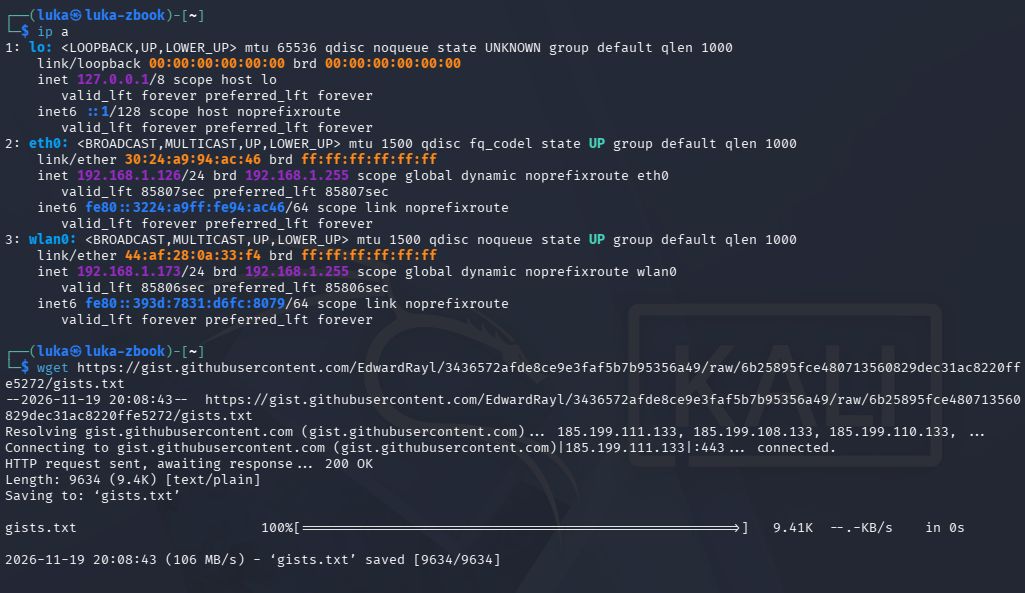 ┌──(luka㉿luka-zbook)-[~]
└─$ ip a
1: lo: <LOOPBACK,UP,LOWER_UP> mtu 65536 qdisc noqueue state UNKNOWN group default qlen 1000
    link/loopback 00:00:00:00:00:00 brd 00:00:00:00:00:00
    inet 127.0.0.1/8 scope host lo
       valid_lft forever preferred_lft forever
    inet6 ::1/128 scope host noprefixroute
       valid_lft forever preferred_lft forever
2: eth0: <BROADCAST,MULTICAST,UP,LOWER_UP> mtu 1500 qdisc fq_codel state UP group default qlen 1000
    link/ether 30:24:a9:94:ac:46 brd ff:ff:ff:ff:ff:ff
    inet 192.168.1.126/24 brd 192.168.1.255 scope global dynamic noprefixroute eth0
       valid_lft 85807sec preferred_lft 85807sec
    inet6 fe80::3224:a9ff:fe94:ac46/64 scope link noprefixroute
       valid_lft forever preferred_lft forever
3: wlan0: <BROADCAST,MULTICAST,UP,LOWER_UP> mtu 1500 qdisc noqueue state UP group default qlen 1000
    link/ether 44:af:28:0a:33:f4 brd ff:ff:ff:ff:ff:ff
    inet 192.168.1.173/24 brd 192.168.1.255 scope global dynamic noprefixroute wlan0
       valid_lft 85806sec preferred_lft 85806sec
    inet6 fe80::393d:7831:d6fc:8079/64 scope link noprefixroute
       valid_lft forever preferred_lft forever
┌──(luka㉿luka-zbook)-[~]
└─$ wget https://gist.githubusercontent.com/EdwardRayl/3436572afde8ce9e3faf5b7b95356a49/raw/6b25895fce480713560829dec31ac8220ff
e5272/gists.txt
--2026-11-19 20:08:43--  https://gist.githubusercontent.com/EdwardRayl/3436572afde8ce9e3faf5b7b95356a49/raw/6b25895fce480713560
829dec31ac8220ffe5272/gists.txt
Resolving gist.githubusercontent.com (gist.githubusercontent.com)... 185.199.111.133, 185.199.108.133, 185.199.110.133, ...
Connecting to gist.githubusercontent.com (gist.githubusercontent.com)|185.199.111.133|:443... connected.
HTTP request sent, awaiting response... 200 OK
Length: 9634 (9.4K) [text/plain]
Saving to: ‘gists.txt’
gists.txt                       100%[======================================================>]   9.41K  --.-KB/s    in 0s
2026-11-19 20:08:43 (106 MB/s) - ‘gists.txt’ saved [9634/9634]
KALI